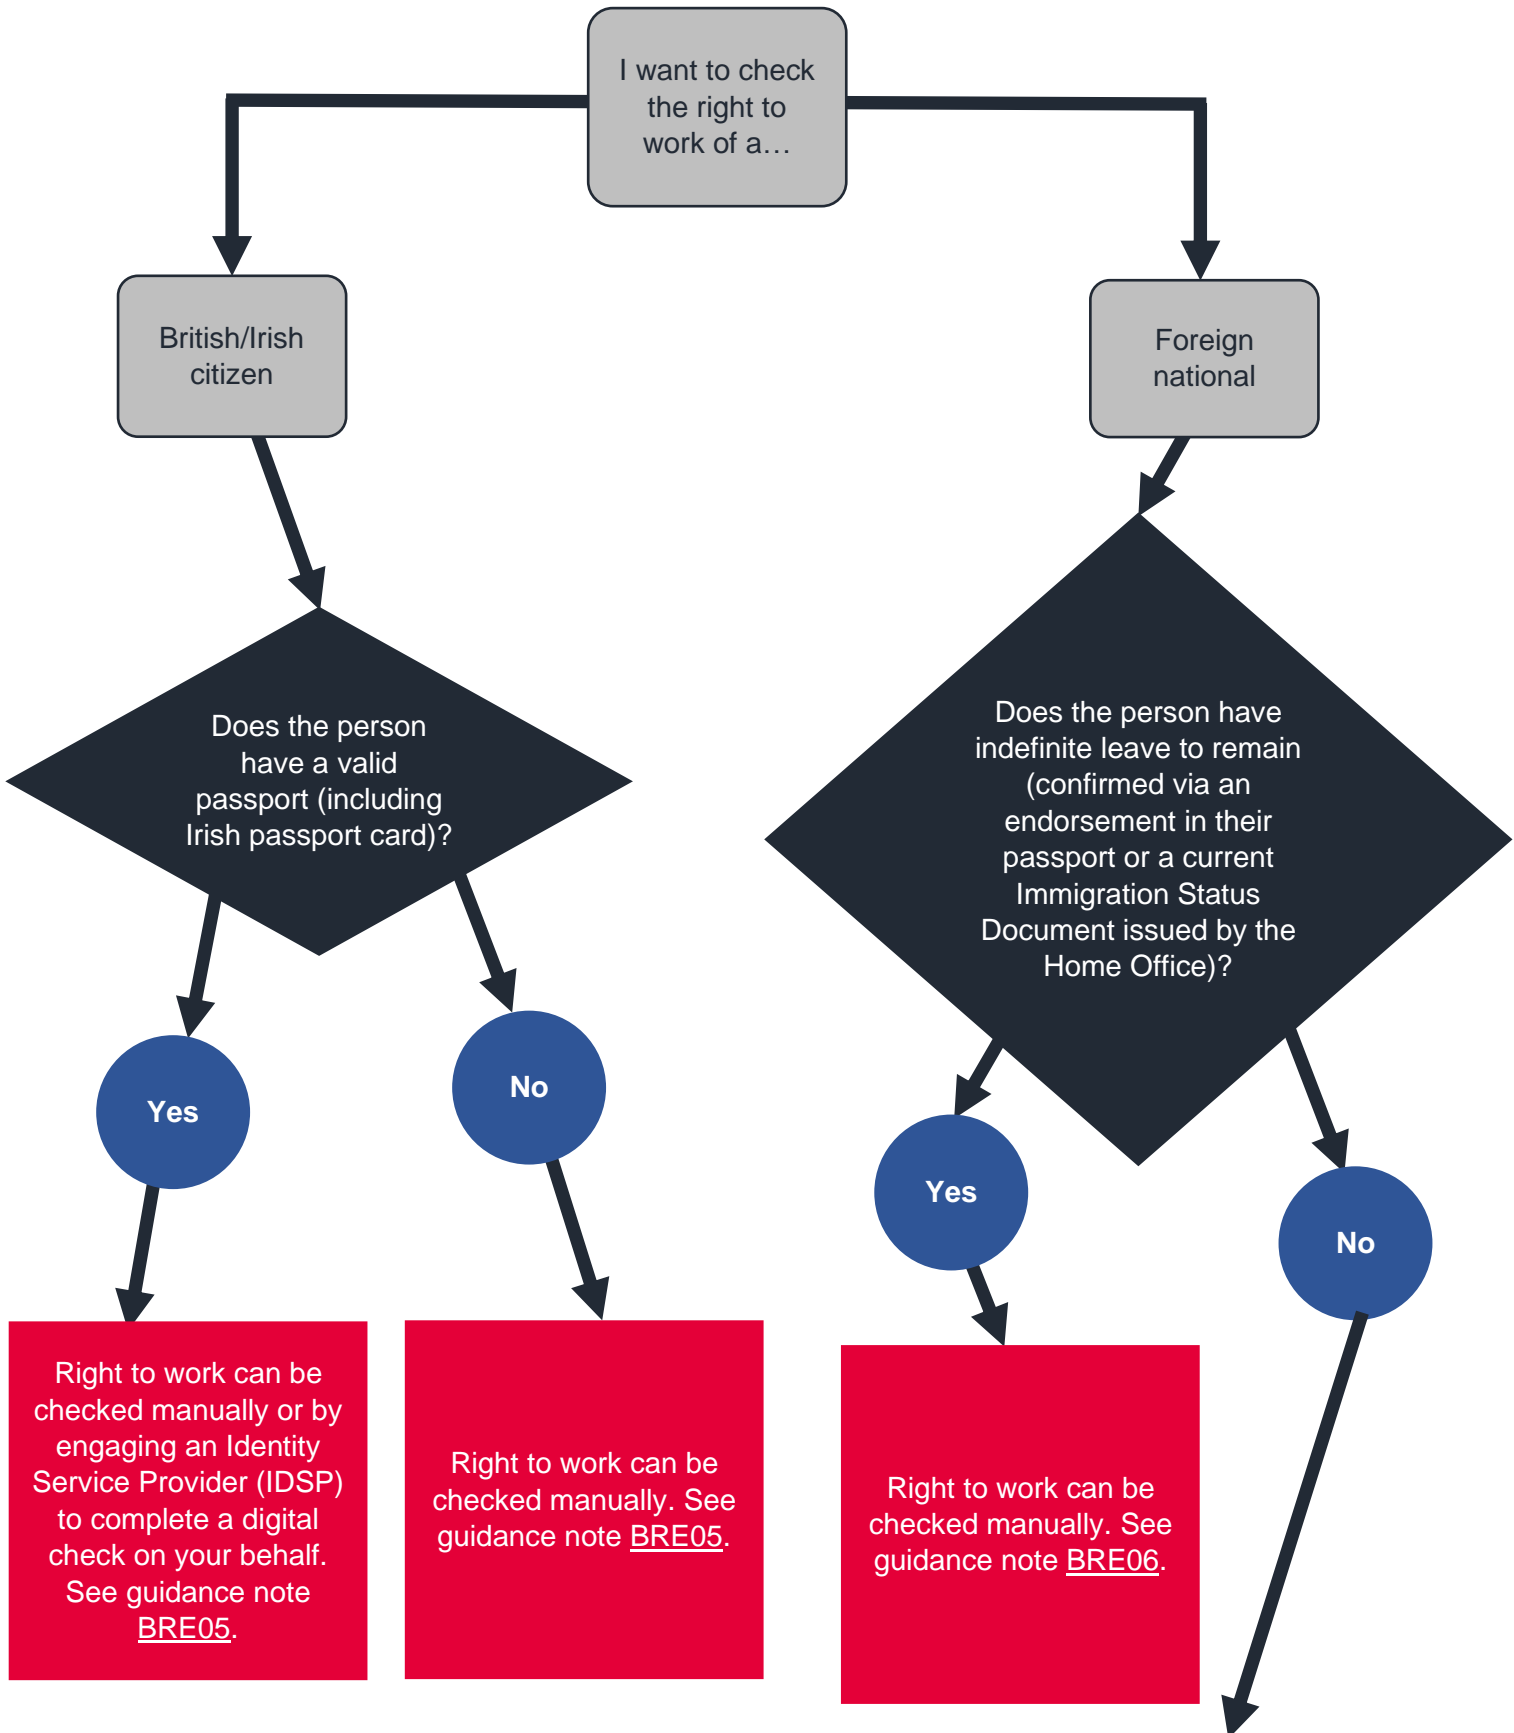 I want to check
the right to
work of a…
British/Irish
citizen
Foreign
national
Does the person
have a valid
passport (including
Irish passport card)?
Does the person have
indefinite leave to remain
(confirmed via an
endorsement in their
passport or a current
Immigration Status
Document issued by the
Home Office)?
Yes
No
Yes
No
Right to work can be
checked manually or by
engaging an Identity
Service Provider (IDSP)
to complete a digital
check on your behalf.
See guidance note
BRE05.
Right to work can be
checked manually. See
guidance note BRE05.
Right to work can be
checked manually. See
guidance note BRE06.